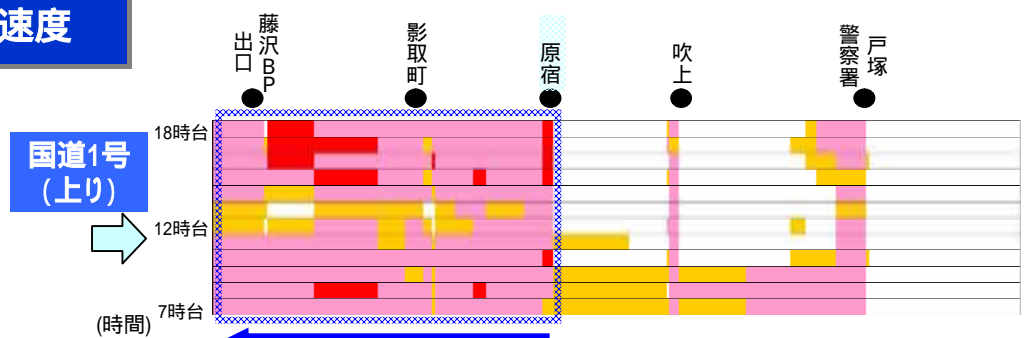 速度
藤沢BP
出口
影取町
原宿
吹上
戸塚
警察署
国道1号
(上り)
18時台
12時台
7時台
(時間)